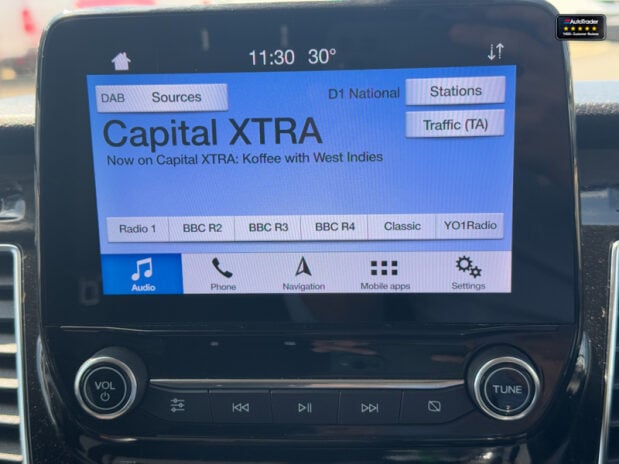 AutoTrader
11:30 30°
DAB Sources
D1 National
Stations
Capital XTRA
Traffic (TA)
Now on Capital XTRA: Koffee with West Indies
Radio 1
BBC R2
BBC R3
BBC R4
Classic
YO1Radio
Audio
Phone
Navigation
Mobile apps
Settings
VOL
TUNE